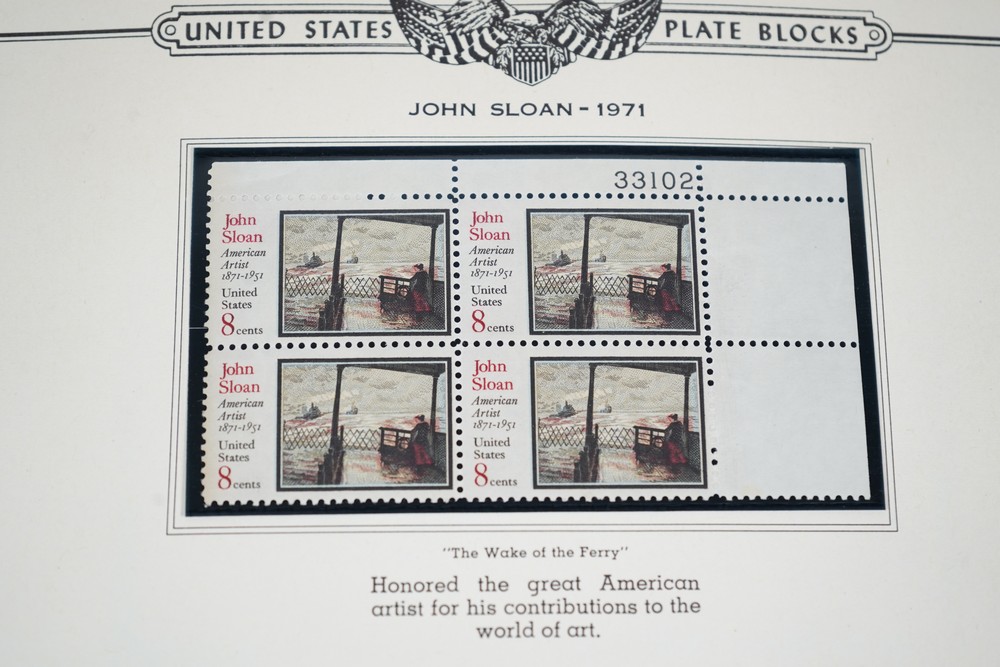 UNITED STATES PLATE BLOCKS
JOHN SLOAN - 1971
33102
John
Sloan
American
Artist
1871-1951
United
States
8 cents
John
Sloan
American
Artist
1871-1951
United
States
8 cents
John
Sloan
American
Artist
1871-1951
United
States
8 cents
John
Sloan
American
Artist
1871-1951
United
States
8 cents
"The Wake of the Ferry"
Honored the great American
artist for his contributions to the
world of art.